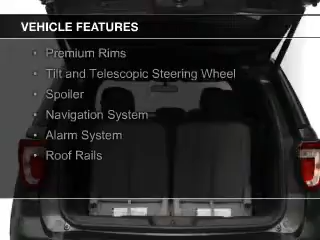 VEHICLE FEATURES
• Premium Rims
• Tilt and Telescopic Steering Wheel
• Spoiler
• Navigation System
• Alarm System
• Roof Rails